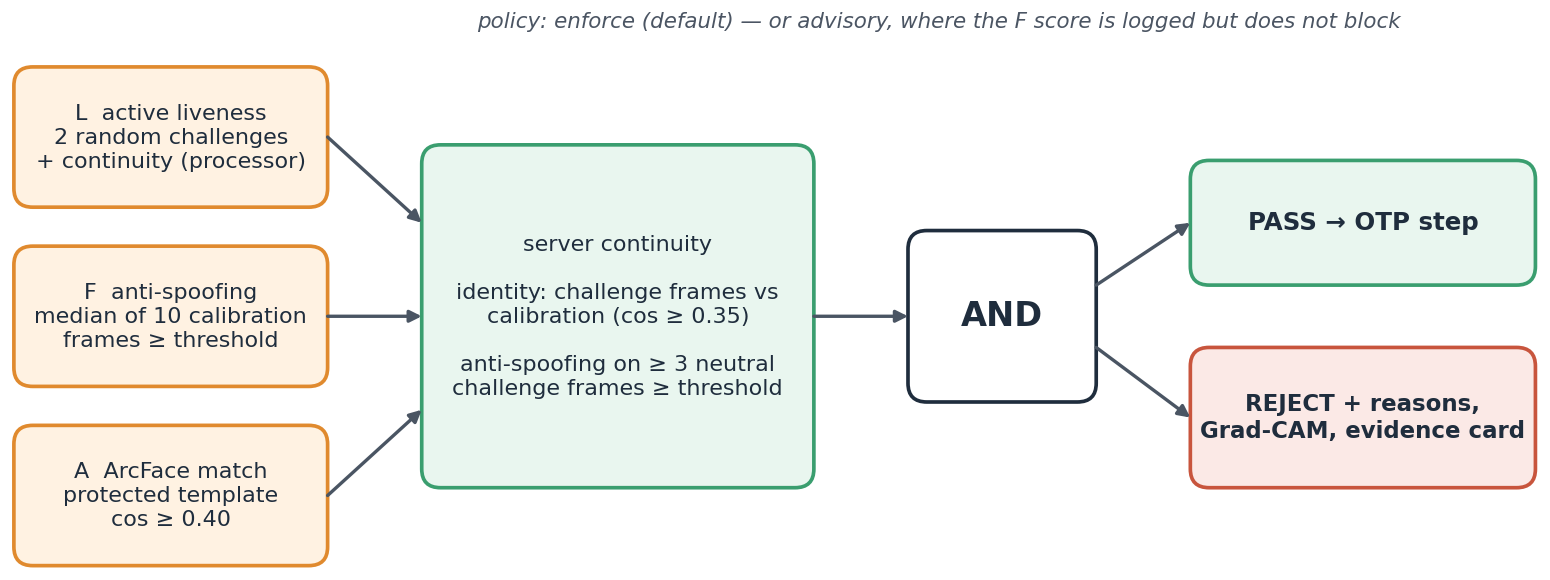 policy: enforce (default) — or advisory, where the F score is logged but does not block
L  active liveness
2 random challenges
+ continuity (processor)
F  anti-spoofing
median of 10 calibration
frames ≥ threshold
A  ArcFace match
protected template
cos ≥ 0.40
server continuity
identity: challenge frames vs
calibration (cos ≥ 0.35)
anti-spoofing on ≥ 3 neutral
challenge frames ≥ threshold
AND
PASS → OTP step
REJECT + reasons,
Grad-CAM, evidence card